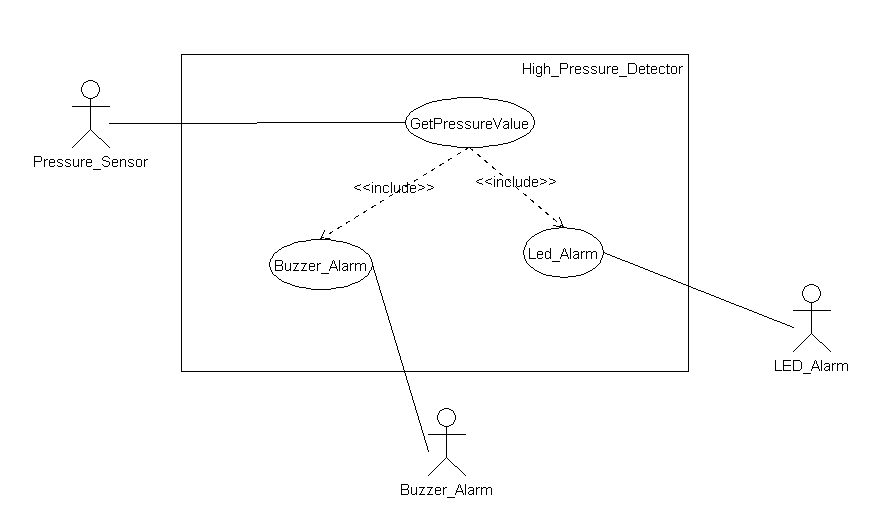 High_Pressure_Detector
GetPressureValue
Pressure_Sensor
<<include>>
<<include>>
Buzzer_Alarm
Led_Alarm
LED_Alarm
Buzzer_Alarm